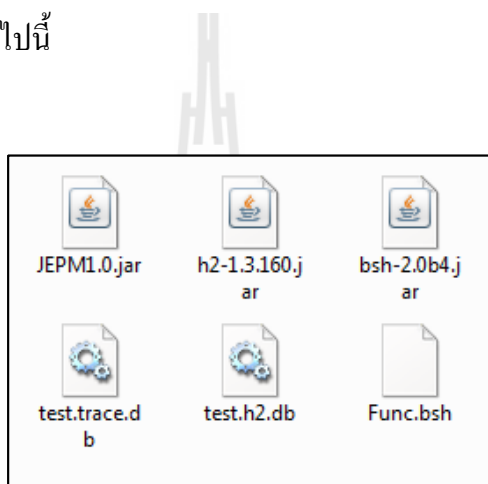 ไปนี้
JEPM1.0.jar
h2-1.3.160.j
ar
bsh-2.0b4.j
ar
test.trace.d
b
test.h2.db
Func.bsh